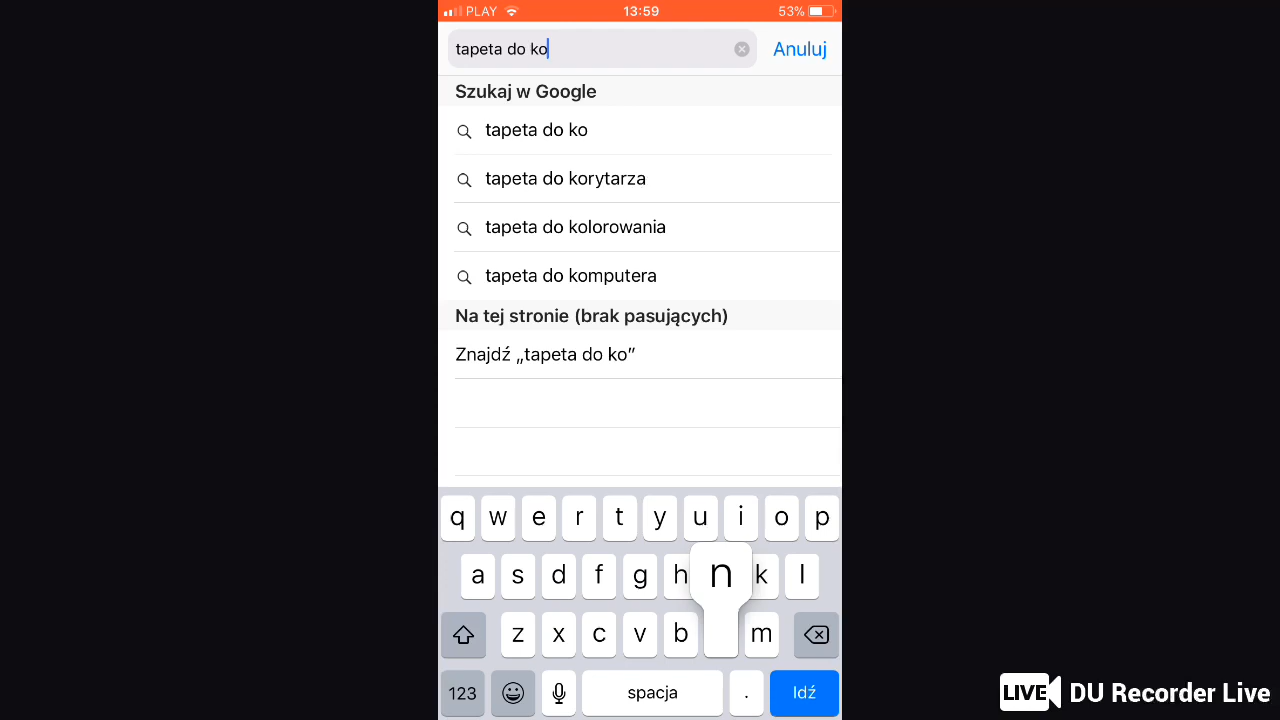 PLAY 13:59 53%
tapeta do ko Anuluj
Szukaj w Google
tapeta do ko
tapeta do korytarza
tapeta do kolorowania
tapeta do komputera
Na tej stronie (brak pasujących)
Znajdź „tapeta do ko”
q w e r t y u i o p
a s d f g h n k l
z x c v b m
123 spacja . Idź
LIVE DU Recorder Live